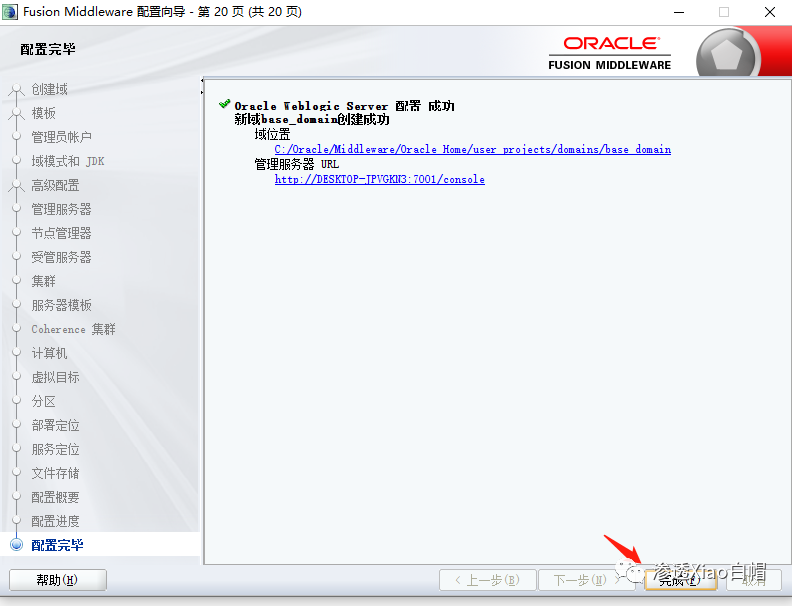 Fusion Middleware 配置向导 - 第 20 页 (共 20 页)
配置完毕
ORACLE
FUSION MIDDLEWARE
创建域
模板
管理员帐户
域模式和 JDK
高级配置
管理服务器
节点管理器
受管服务器
集群
服务器模板
Coherence 集群
计算机
虚拟目标
分区
部署定位
服务定位
文件存储
配置概要
配置进度
配置完毕
Oracle Weblogic Server 配置 成功
新域base_domain创建成功
域位置
C:/Oracle/Middleware/Oracle_Home/user_projects/domains/base_domain
管理服务器 URL
http://DESKTOP-JPVGKN3:7001/console
帮助(H)
< 上一步(B)
下一步(N) >
完成(F)
取消
渗透Xiao白帽